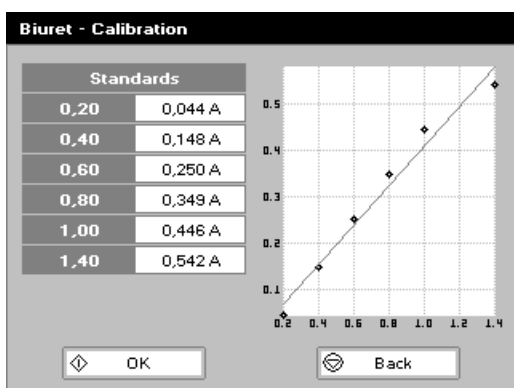 Biuret - Calibration
Standards
0,20 0,044 A
0,40 0,148 A
0,60 0,250 A
0,80 0,349 A
1,00 0,446 A
1,40 0,542 A
0.5
0.4
0.3
0.2
0.1
0.2 0.4 0.6 0.8 1.0 1.2 1.4
OK
Back